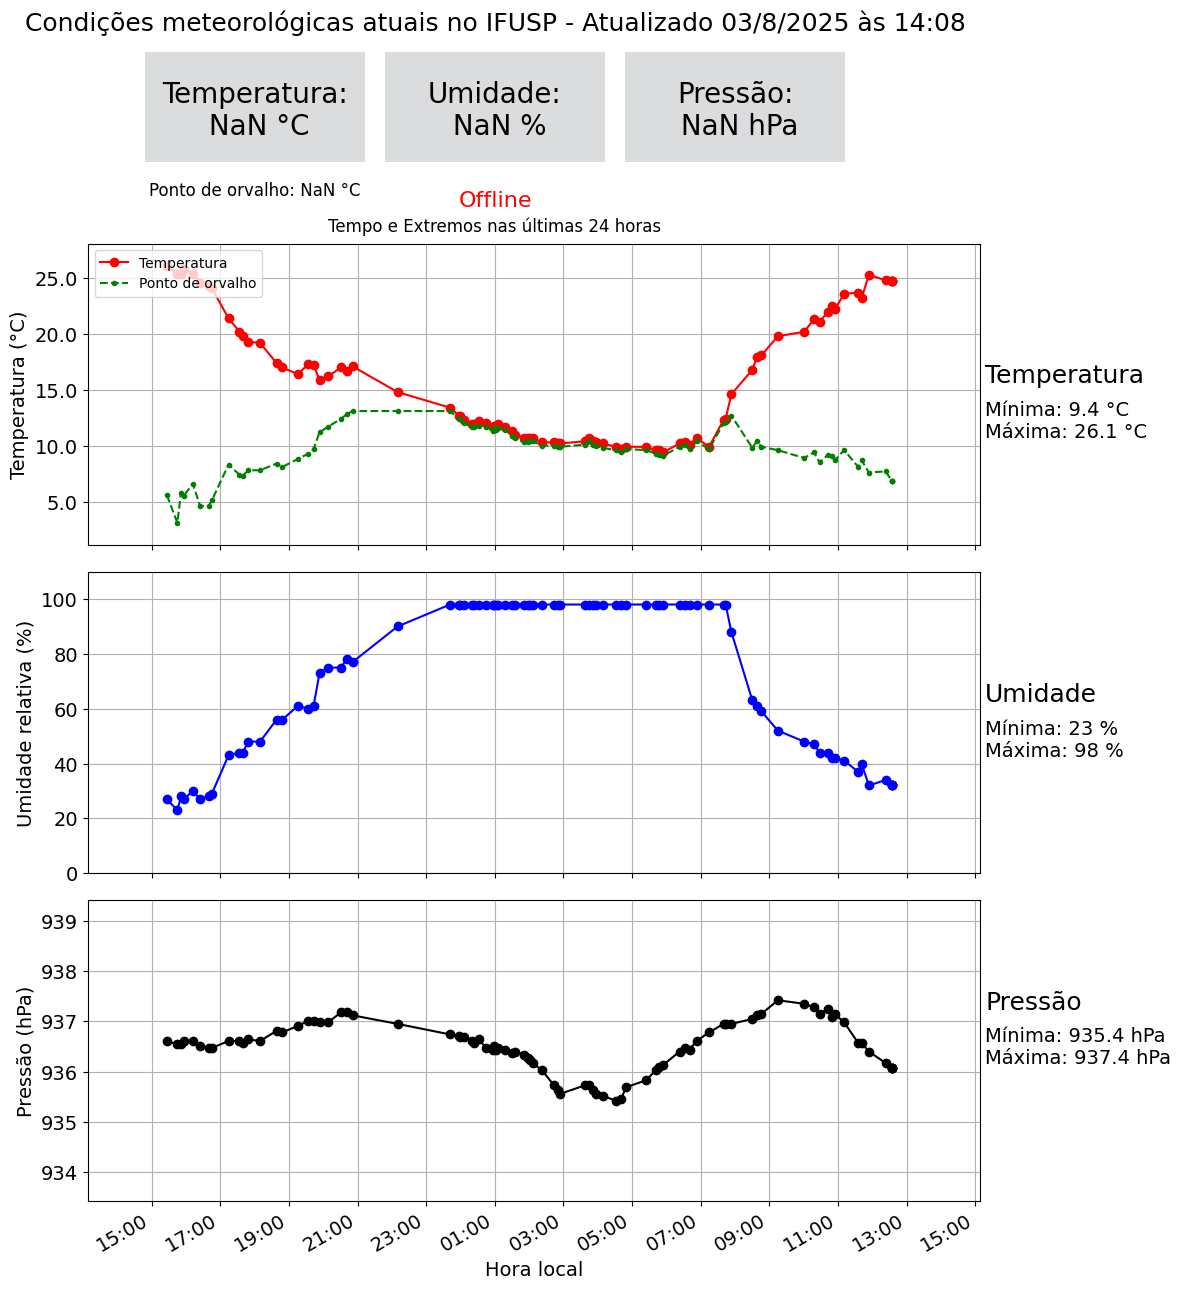 Condições meteorológicas atuais no IFUSP - Atualizado 03/8/2025 às 14:08
Temperatura:
NaN °C
Umidade:
NaN %
Pressão:
NaN hPa
Ponto de orvalho: NaN °C
Offline
Tempo e Extremos nas últimas 24 horas
Temperatura
Ponto de orvalho
25.0
20.0
15.0
10.0
5.0
Temperatura (°C)
Temperatura
Mínima: 9.4 °C
Máxima: 26.1 °C
100
80
60
40
20
0
Umidade relativa (%)
Umidade
Mínima: 23 %
Máxima: 98 %
939
938
937
936
935
934
Pressão (hPa)
Pressão
Mínima: 935.4 hPa
Máxima: 937.4 hPa
15:00
17:00
19:00
21:00
23:00
01:00
03:00
05:00
07:00
09:00
11:00
13:00
15:00
Hora local